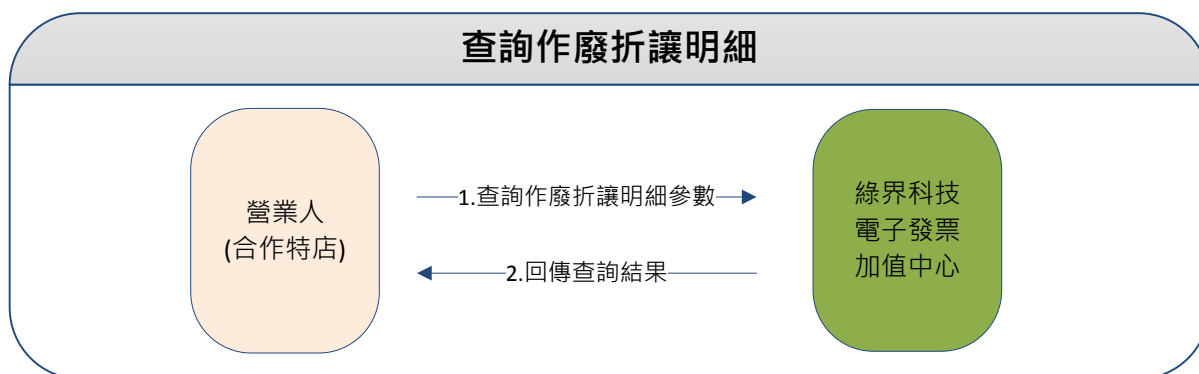 查詢作廢折讓明細
營業人
(合作特店)
1.查詢作廢折讓明細參數
2.回傳查詢結果
綠界科技
電子發票
加值中心